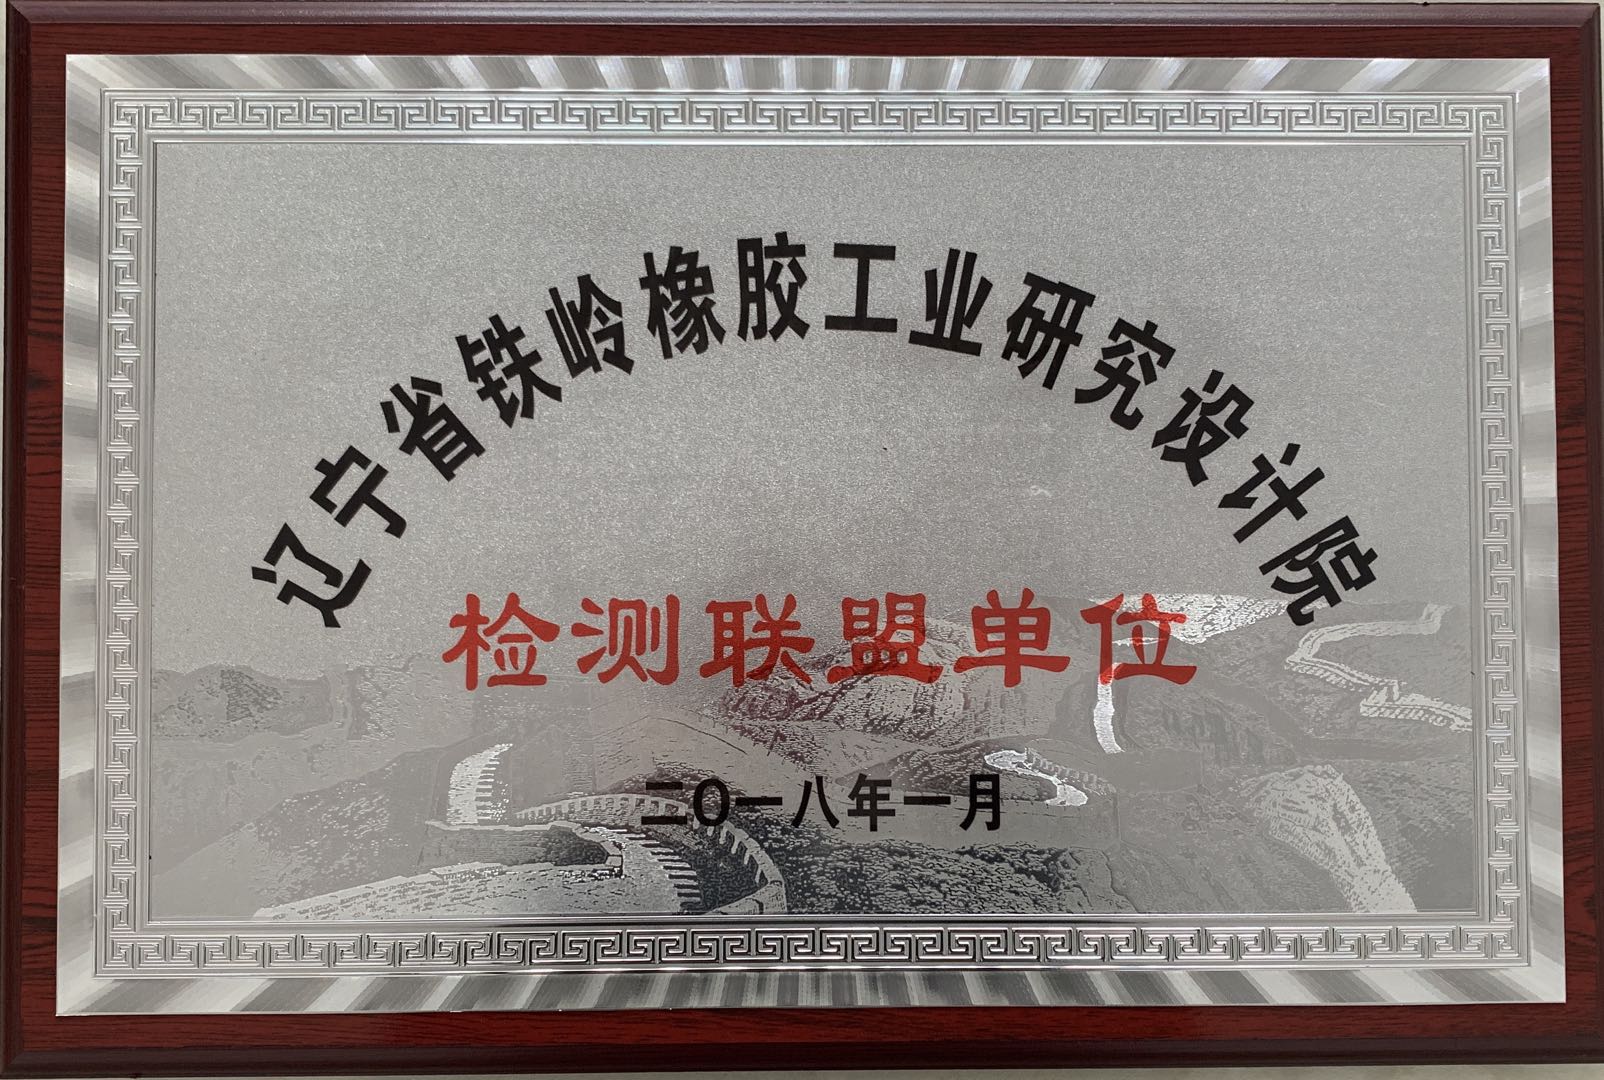 辽宁省铁岭橡胶工业研究设计院
检测联盟单位
二〇一八年一月